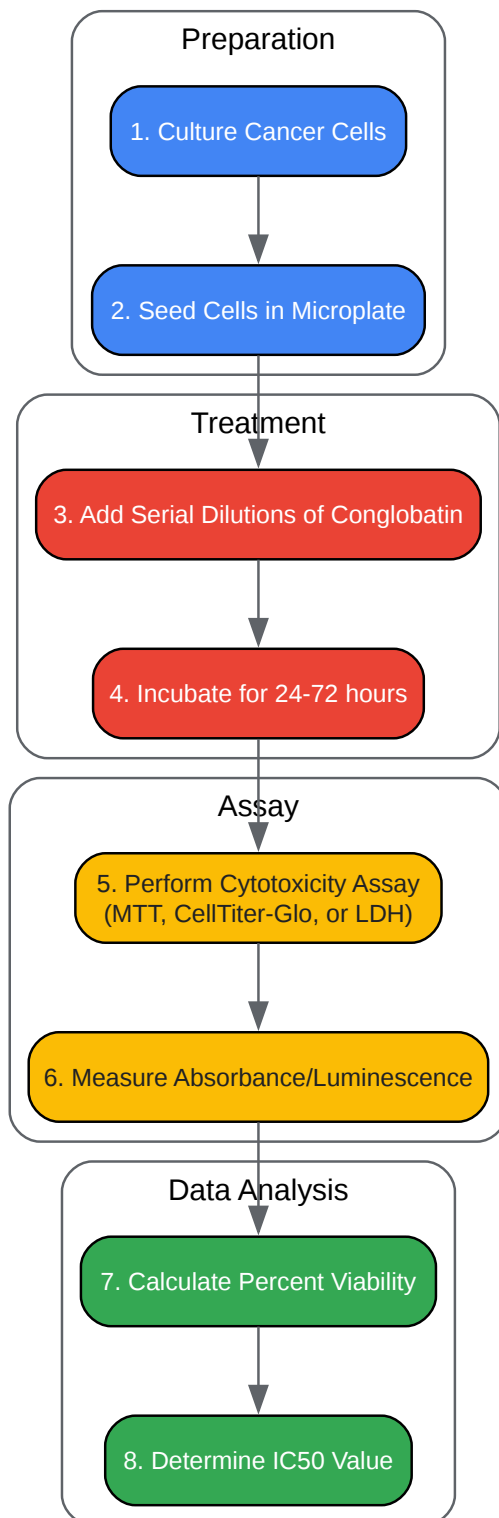 Preparation
1. Culture Cancer Cells
2. Seed Cells in Microplate
Treatment
3. Add Serial Dilutions of Conglobatin
4. Incubate for 24-72 hours
Assay
5. Perform Cytotoxicity Assay
(MTT, CellTiter-Glo, or LDH)
6. Measure Absorbance/Luminescence
Data Analysis
7. Calculate Percent Viability
8. Determine IC50 Value